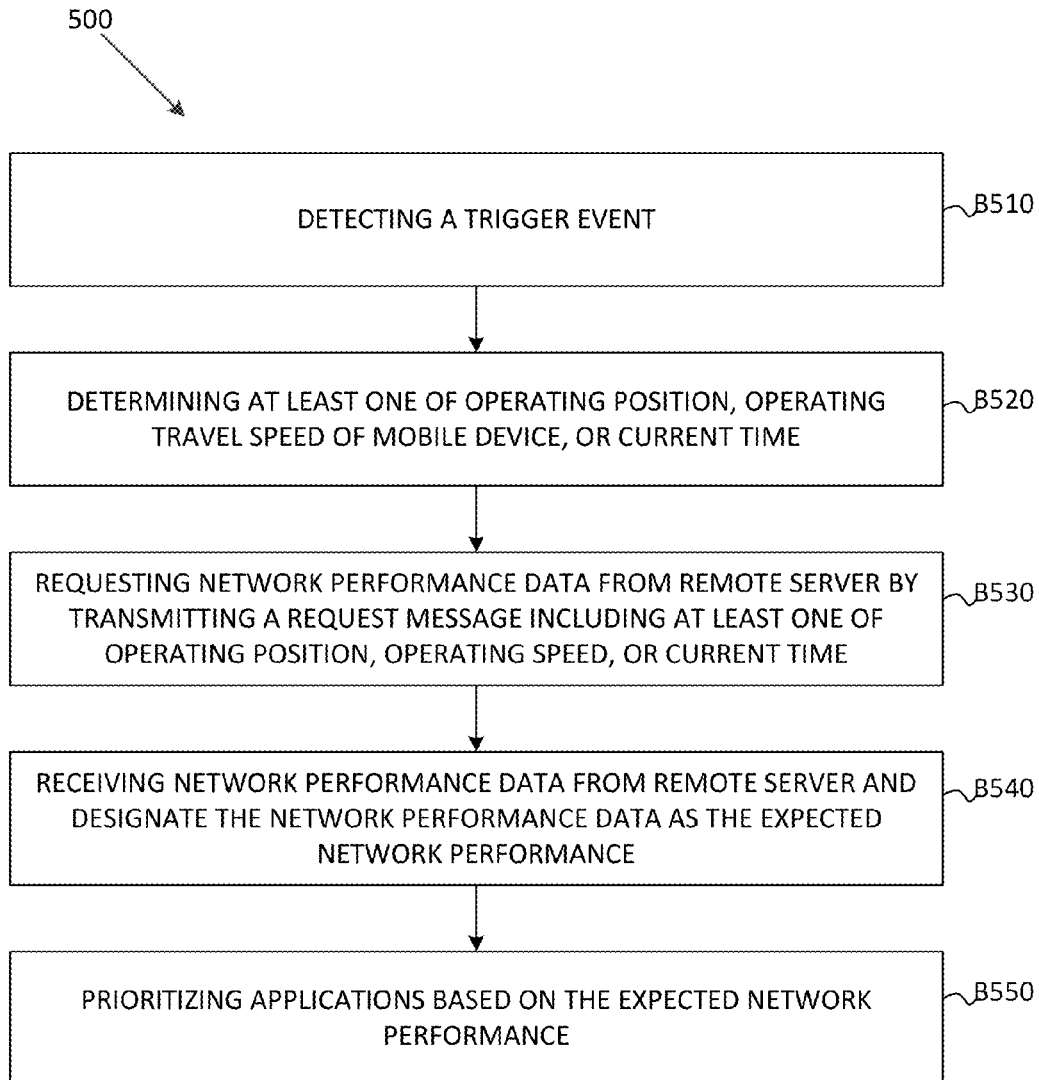 500
DETECTING A TRIGGER EVENT
B510
DETERMINING AT LEAST ONE OF OPERATING POSITION, OPERATING
TRAVEL SPEED OF MOBILE DEVICE, OR CURRENT TIME
B520
REQUESTING NETWORK PERFORMANCE DATA FROM REMOTE SERVER BY
TRANSMITTING A REQUEST MESSAGE INCLUDING AT LEAST ONE OF
OPERATING POSITION, OPERATING SPEED, OR CURRENT TIME
B530
RECEIVING NETWORK PERFORMANCE DATA FROM REMOTE SERVER AND
DESIGNATE THE NETWORK PERFORMANCE DATA AS THE EXPECTED
NETWORK PERFORMANCE
B540
PRIORITIZING APPLICATIONS BASED ON THE EXPECTED NETWORK
PERFORMANCE
B550